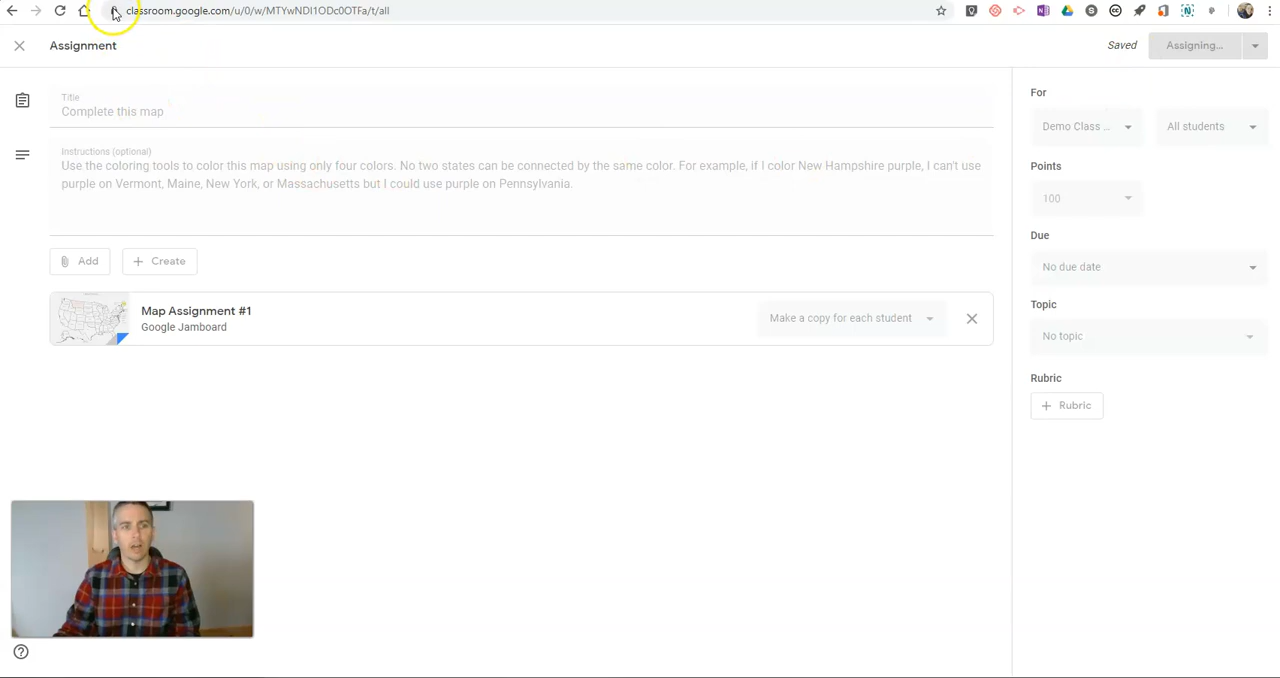 classroom.google.com/u/0/w/MTYwNDI1ODc0OTFa/t/all
Assignment
Saved
Assigning...
Title
Complete this map
Instructions (optional)
Use the coloring tools to color this map using only four colors. No two states can be connected by the same color. For example, if I color New Hampshire purple, I can't use
purple on Vermont, Maine, New York, or Massachusetts but I could use purple on Pennsylvania.
Add
Create
Map Assignment #1
Google Jamboard
Make a copy for each student
For
Demo Class ...
All students
Points
100
Due
No due date
Topic
No topic
Rubric
Rubric